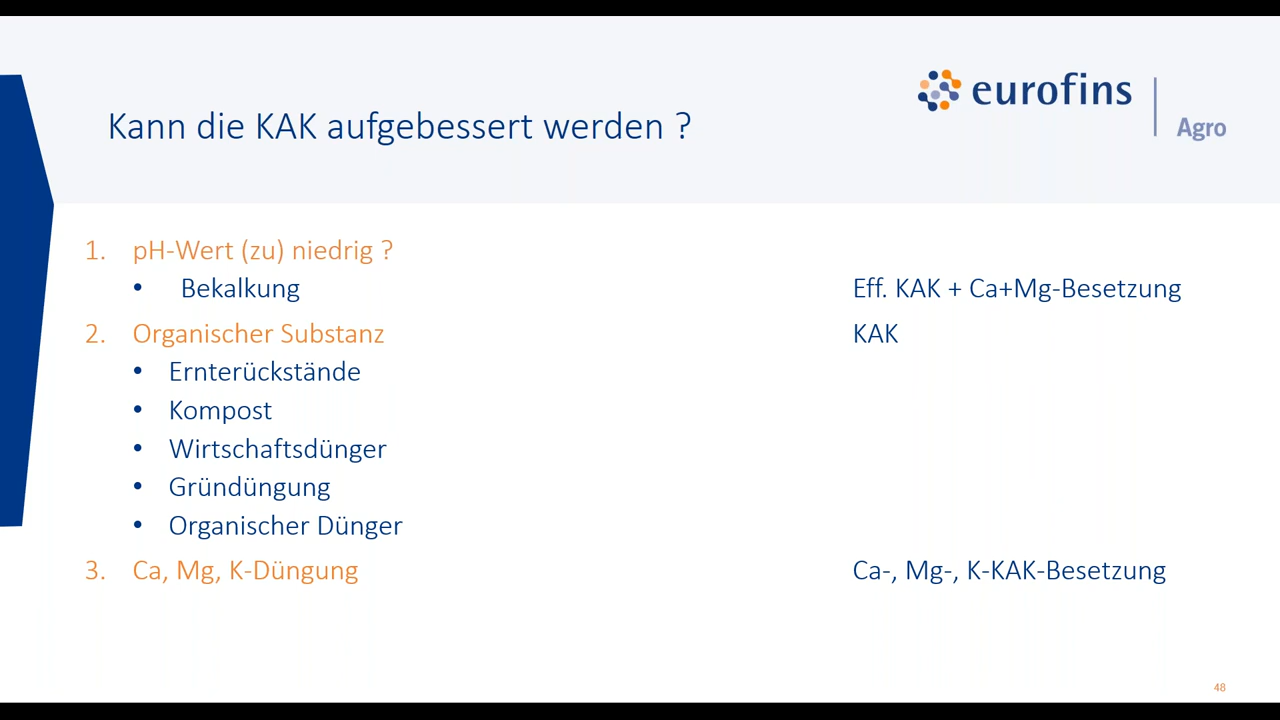 eurofins
Agro
Kann die KAK aufgebessert werden ?
1. pH-Wert (zu) niedrig ?
• Bekalkung Eff. KAK + Ca+Mg-Besetzung
2. Organischer Substanz KAK
• Ernterückstände
• Kompost
• Wirtschaftsdünger
• Gründüngung
• Organischer Dünger
3. Ca, Mg, K-Düngung Ca-, Mg-, K-KAK-Besetzung
48